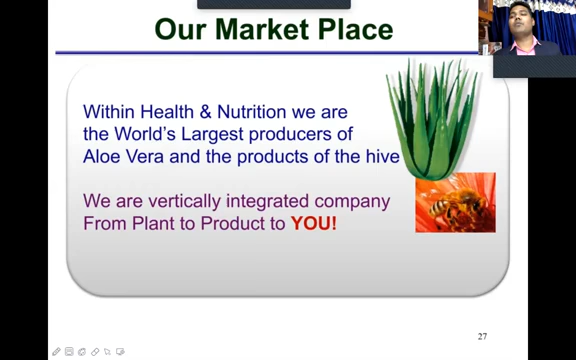 Our Market Place
Within Health & Nutrition we are
the World's Largest producers of
Aloe Vera and the products of the hive
We are vertically integrated company
From Plant to Product to YOU!
27